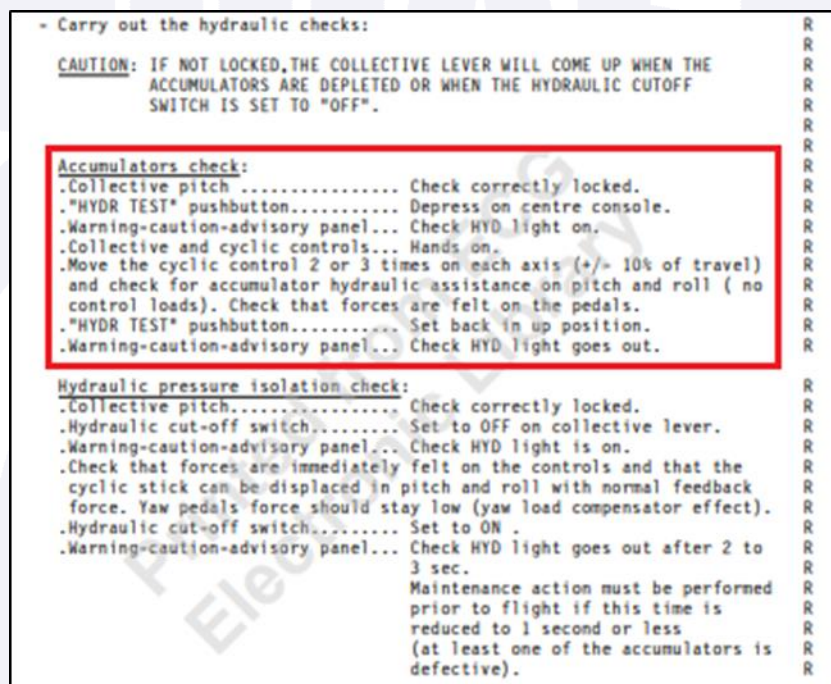 - Carry out the hydraulic checks: R
R
CAUTION: IF NOT LOCKED,THE COLLECTIVE LEVER WILL COME UP WHEN THE R
ACCUMULATORS ARE DEPLETED OR WHEN THE HYDRAULIC CUTOFF R
SWITCH IS SET TO "OFF". R
R
R
Accumulators check: R
.Collective pitch ................ Check correctly locked. R
."HYDR TEST" pushbutton........... Depress on centre console. R
.Warning-caution-advisory panel... Check HYD light on. R
.Collective and cyclic controls... Hands on. R
.Move the cyclic control 2 or 3 times on each axis (+/- 10% of travel) R
and check for accumulator hydraulic assistance on pitch and roll ( no R
control loads). Check that forces are felt on the pedals. R
."HYDR TEST" pushbutton........... Set back in up position. R
.Warning-caution-advisory panel... Check HYD light goes out. R
Hydraulic pressure isolation check: R
.Collective pitch................. Check correctly locked. R
.Hydraulic cut-off switch......... Set to OFF on collective lever. R
.Warning-caution-advisory panel... Check HYD light is on. R
.Check that forces are immediately felt on the controls and that the R
cyclic stick can be displaced in pitch and roll with normal feedback R
force. Yaw pedals force should stay low (yaw load compensator effect). R
.Hydraulic cut-off switch......... Set to ON . R
.Warning-caution-advisory panel... Check HYD light goes out after 2 to R
3 sec. R
Maintenance action must be performed R
prior to flight if this time is R
reduced to 1 second or less R
(at least one of the accumulators is R
defective). R
Printed from ECG
Electronic Library